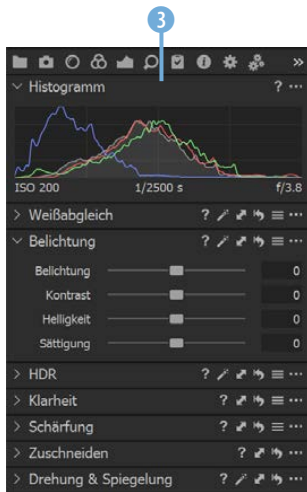 3
Histogramm ? ···
ISO 200 1/2500 s f/3.8
Weißabgleich ? ···
Belichtung ? ···
Belichtung 0
Kontrast 0
Helligkeit 0
Sättigung 0
HDR ? ···
Klarheit ? ···
Schärfung ? ···
Zuschneiden ? ···
Drehung & Spiegelung ? ···